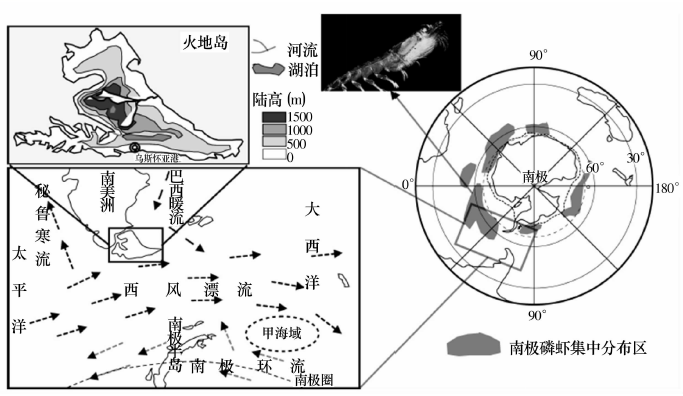 火地岛
河流
湖泊
陆高 (m)
1500
1000
500
0
乌斯怀亚港
秘鲁寒流
南美洲
巴西暖流
大西洋
太平洋
西风漂流
南极半岛
甲海域
南极环流
南极圈
90°
0°
南极
60°
30°
180°
90°
南极磷虾集中分布区